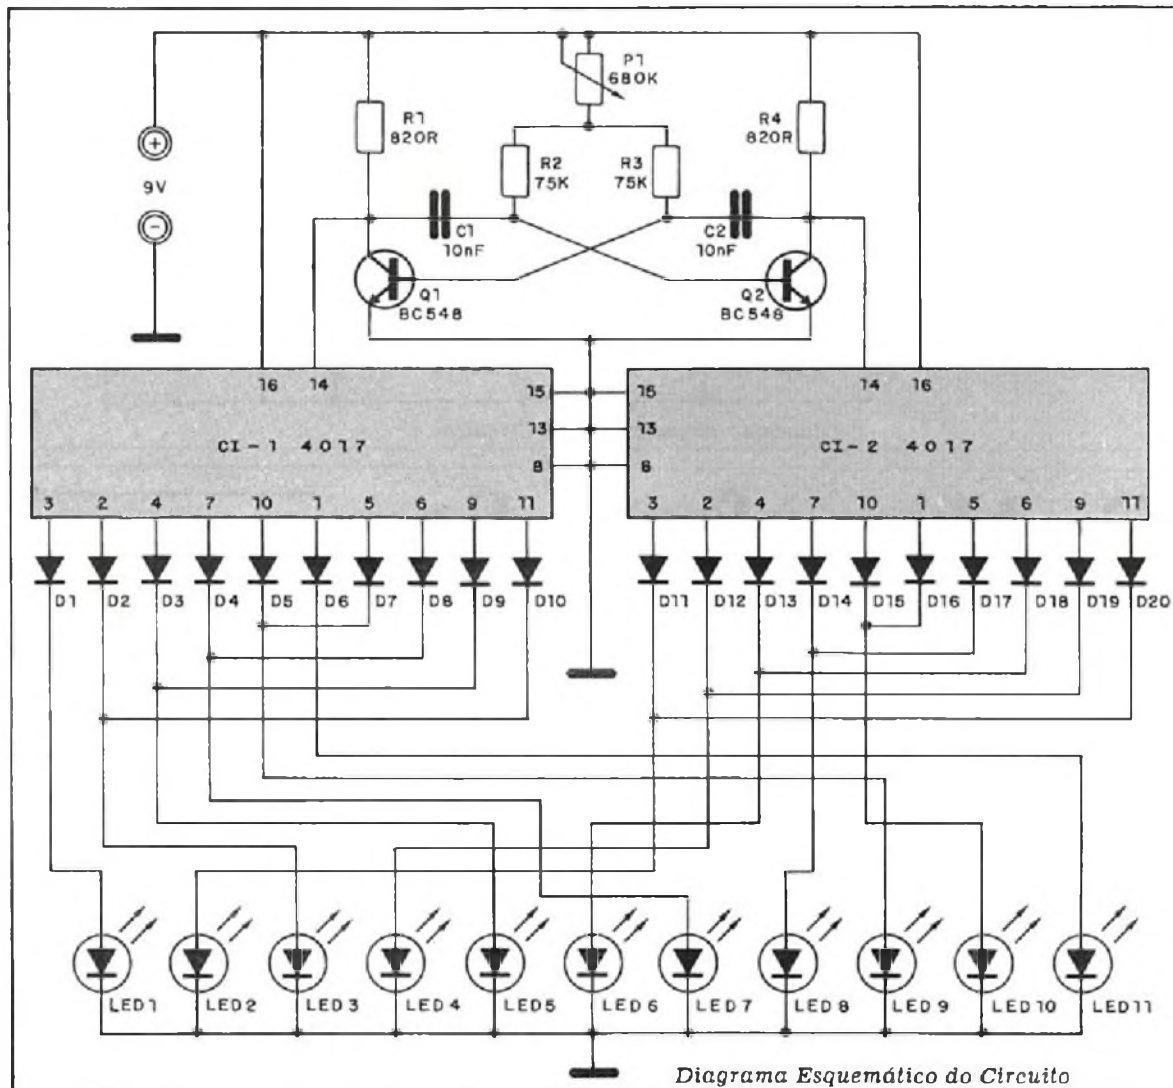 P1
680K
R1
820R
R4
820R
R2
75K
R3
75K
+
9V
-
C1
10nF
C2
10nF
Q1
BC548
Q2
BC548
16 14
14 16
15
13
8
15
13
8
CI-1 4017
CI-2 4017
3 2 4 7 10 1 5 6 9 11
3 2 4 7 10 1 5 6 9 11
D1 D2 D3 D4 D5 D6 D7 D8 D9 D10
D11 D12 D13 D14 D15 D16 D17 D18 D19 D20
LED1 LED2 LED3 LED4 LED5 LED6 LED7 LED8 LED9 LED10 LED11
Diagrama Esquemático do Circuito